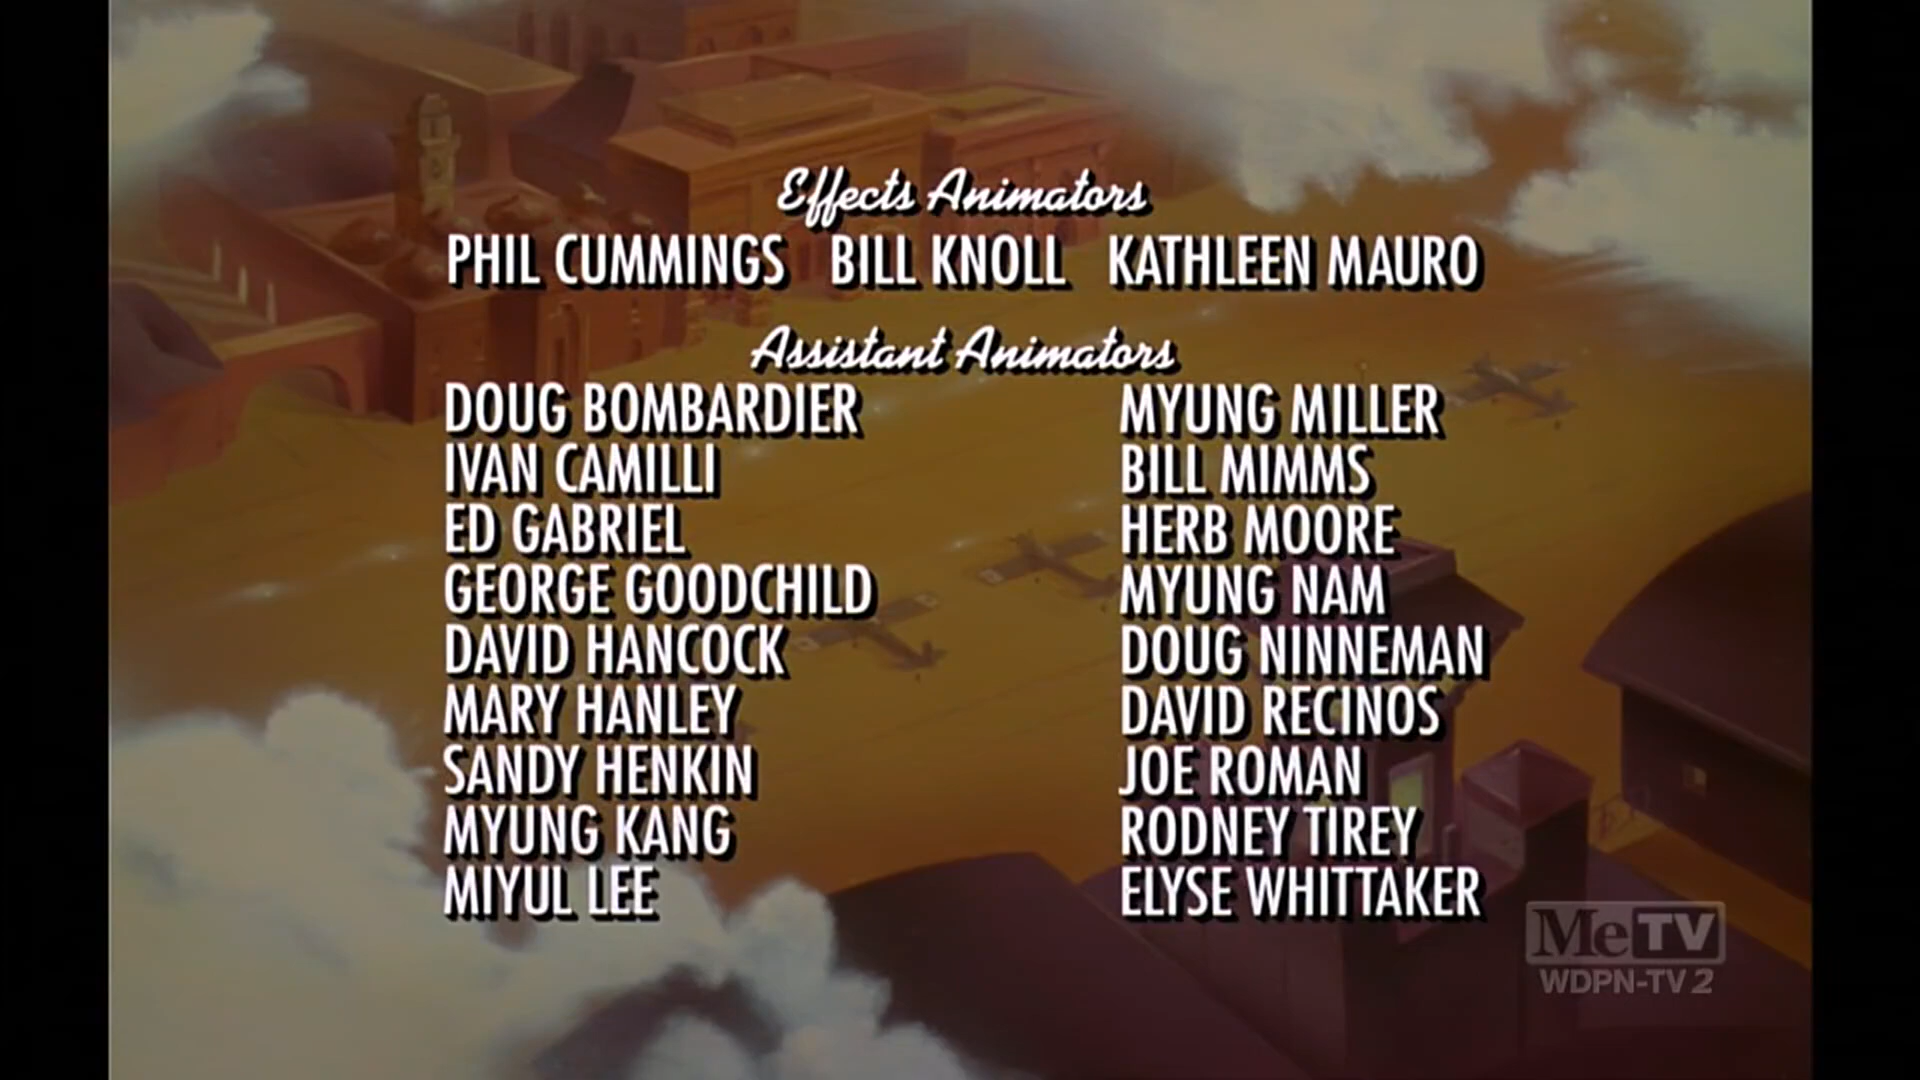 Effects Animators
PHIL CUMMINGS BILL KNOLL KATHLEEN MAURO
Assistant Animators
DOUG BOMBARDIER MYUNG MILLER
IVAN CAMILLI BILL MIMMS
ED GABRIEL HERB MOORE
GEORGE GOODCHILD MYUNG NAM
DAVID HANCOCK DOUG NINNEMAN
MARY HANLEY DAVID RECINOS
SANDY HENKIN JOE ROMAN
MYUNG KANG RODNEY TIREY
MIYUL LEE ELYSE WHITTAKER
MeTV
WDPN-TV 2